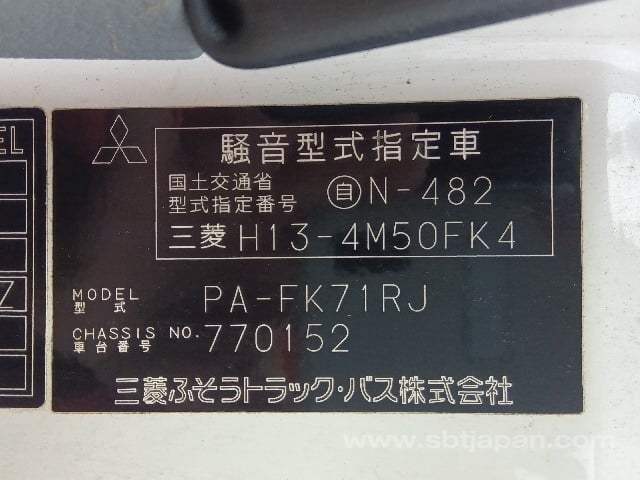 EL
騒音型式指定車
国土交通省
型式指定番号 自N-482
三菱 H13-4M50FK4
Z
MODEL
型式 PA-FK71RJ
CHASSIS NO.
車台番号 770152
三菱ふそうトラック・バス株式会社
www.sbtjapan.com